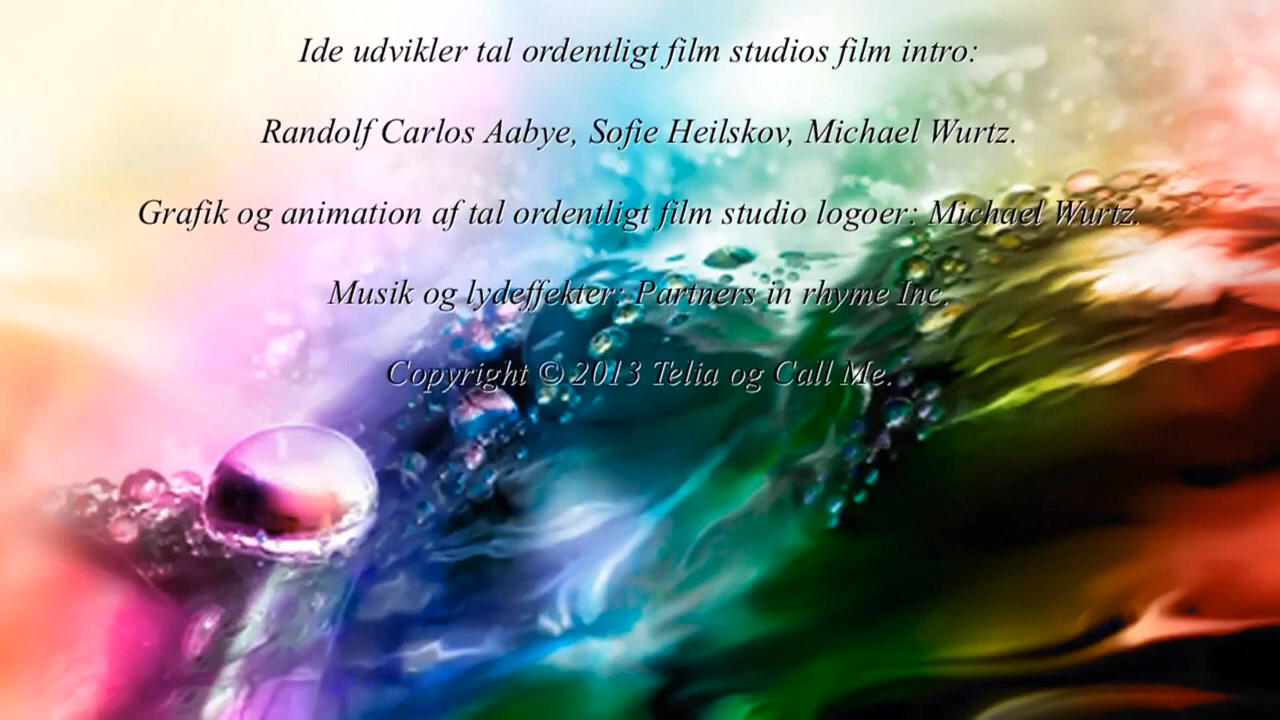 Ide udvikler tal ordentligt film studios film intro:
Randolf Carlos Aabye, Sofie Heilskov, Michael Wurtz.
Grafik og animation af tal ordentligt film studio logoer: Michael Wurtz.
Musik og lydeffekter: Partners in rhyme Inc.
Copyright © 2013 Telia og Call Me.